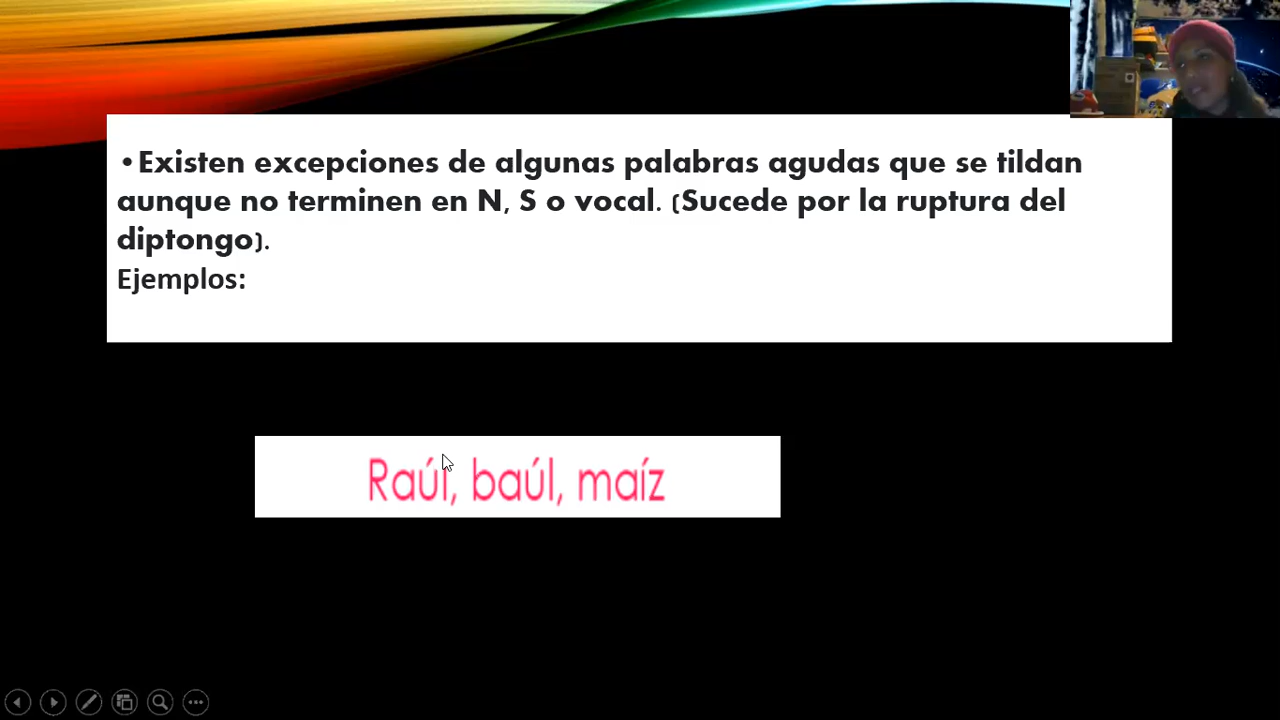 •Existen excepciones de algunas palabras agudas que se tildan
aunque no terminen en N, S o vocal. (Sucede por la ruptura del
diptongo).
Ejemplos:
Raúl, baúl, maíz